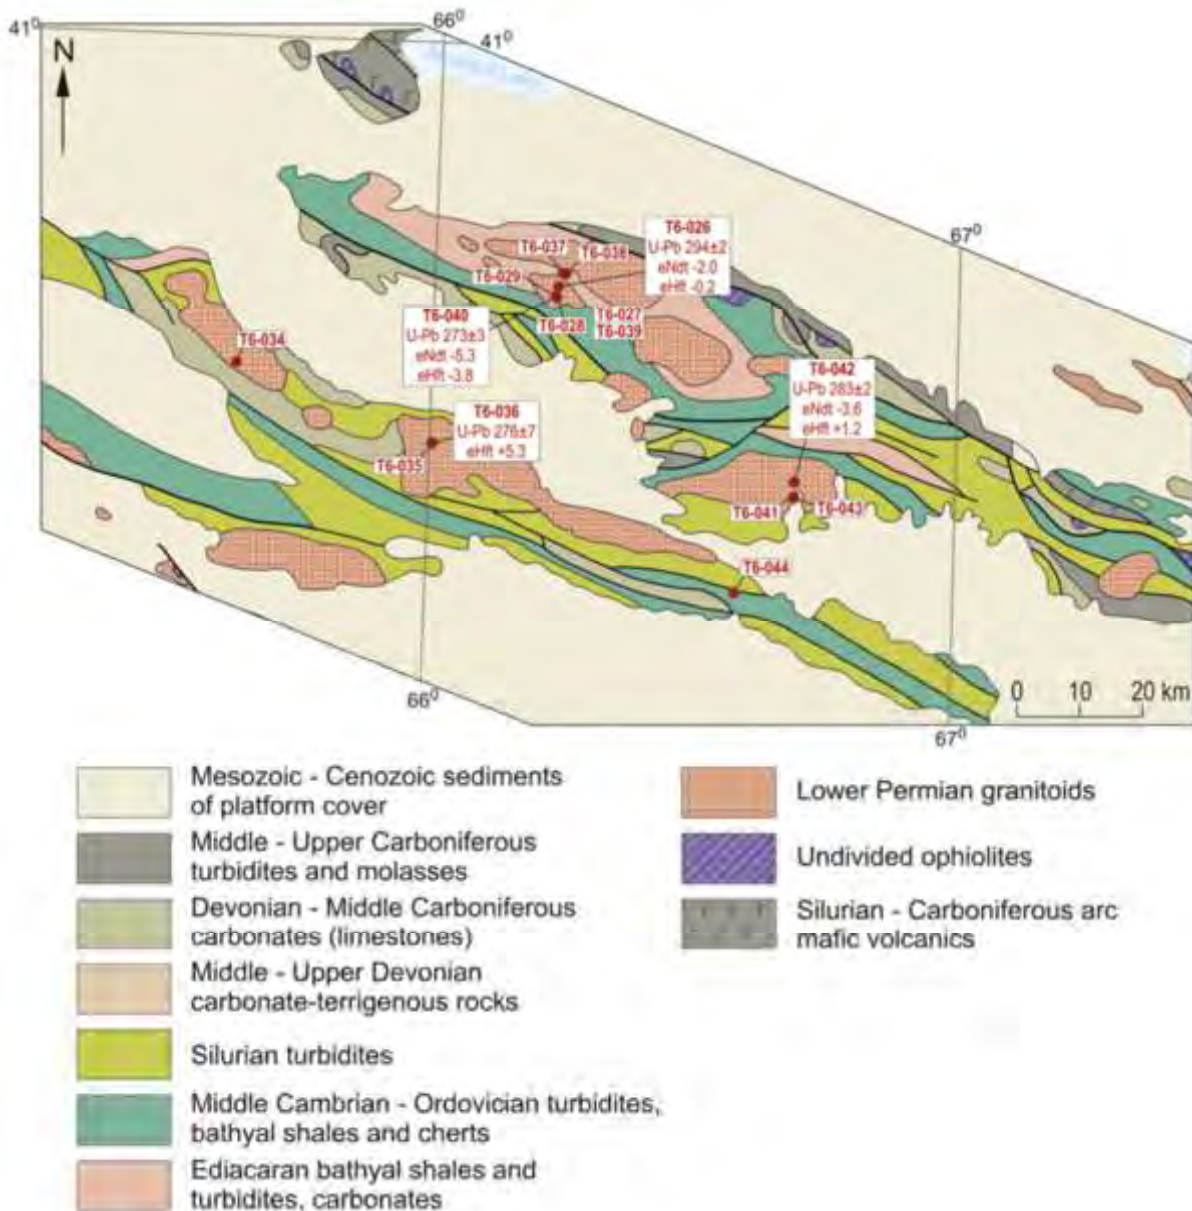 41⁰
66⁰
41⁰
N
67⁰
T6-026
U-Pb 294±2
eNdt -2.0
eHft -0.2
T6-037
T6-038
T6-029
T6-027
T6-028
T6-039
T6-040
U-Pb 273±3
eNdt -5.3
eHft -3.8
T6-034
T6-042
U-Pb 283±2
eNdt -3.6
eHft +1.2
T6-036
U-Pb 276±7
eHft +5.3
T6-035
T6-041
T6-043
T6-044
66⁰
67⁰
0 10 20 km
Mesozoic - Cenozoic sediments
of platform cover
Middle - Upper Carboniferous
turbidites and molasses
Devonian - Middle Carboniferous
carbonates (limestones)
Middle - Upper Devonian
carbonate-terrigenous rocks
Silurian turbidites
Middle Cambrian - Ordovician turbidites,
bathyal shales and cherts
Ediacaran bathyal shales and
turbidites, carbonates
Lower Permian granitoids
Undivided ophiolites
Silurian - Carboniferous arc
mafic volcanics